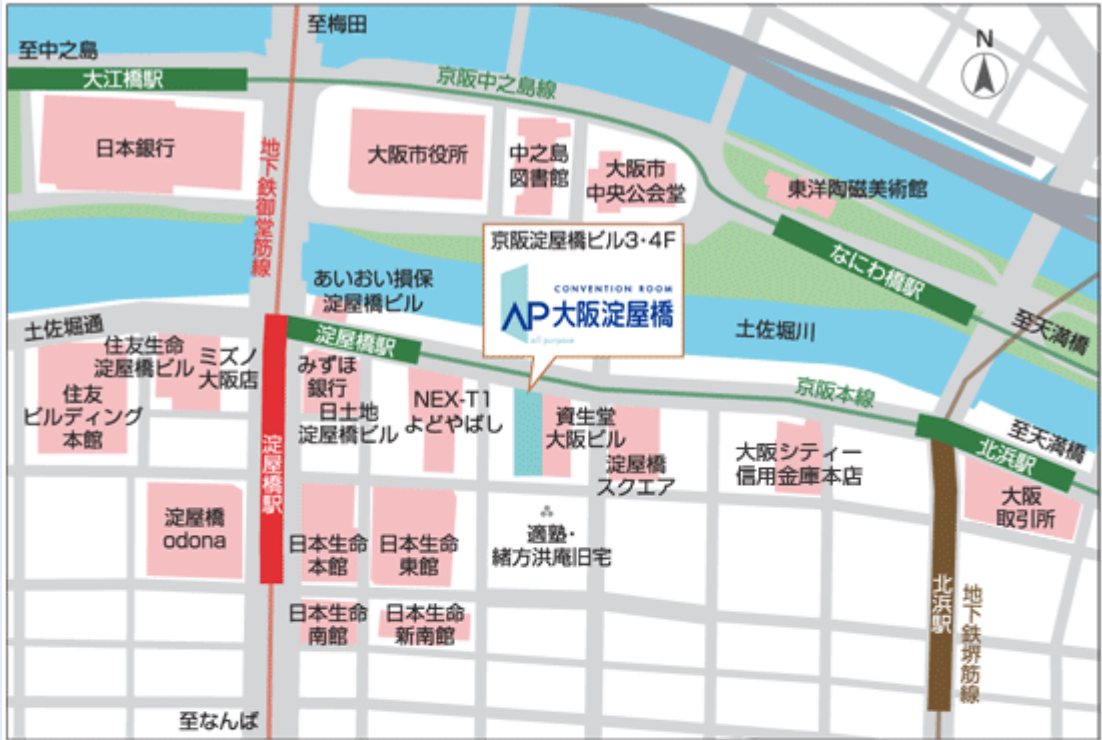 至梅田
至中之島
大江橋駅
京阪中之島線
N
日本銀行
地下鉄御堂筋線
大阪市役所
中之島
図書館
大阪市
中央公会堂
東洋陶磁美術館
京阪淀屋橋ビル3・4F
CONVENTION ROOM
AP大阪淀屋橋
all purpose
なにわ橋駅
至天満橋
あいおい損保
淀屋橋ビル
土佐堀川
土佐堀通
住友生命
淀屋橋ビル
ミズノ
大阪店
淀屋橋駅
みずほ
銀行
日土地
淀屋橋ビル
NEX-T1
よどやばし
京阪本線
住友
ビルディング
本館
資生堂
大阪ビル
淀屋橋
スクエア
大阪シティー
信用金庫本店
北浜駅
至天満橋
大阪
取引所
淀屋橋駅
淀屋橋
odona
日本生命
本館
日本生命
東館
適塾・
緒方洪庵旧宅
日本生命
南館
日本生命
新南館
北浜駅
地下鉄堺筋線
至なんば